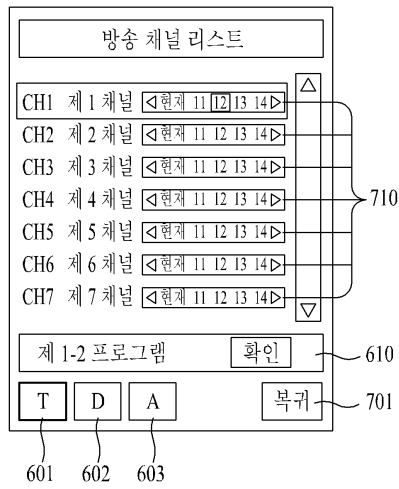 방송 채널 리스트
CH1 제 1 채널 ◁현재 11 12 13 14▷
CH2 제 2 채널 ◁현재 11 12 13 14▷
CH3 제 3 채널 ◁현재 11 12 13 14▷
CH4 제 4 채널 ◁현재 11 12 13 14▷
CH5 제 5 채널 ◁현재 11 12 13 14▷
CH6 제 6 채널 ◁현재 11 12 13 14▷
CH7 제 7 채널 ◁현재 11 12 13 14▷
710
제 1-2 프로그램 확인 610
T D A 복귀 701
601 602 603